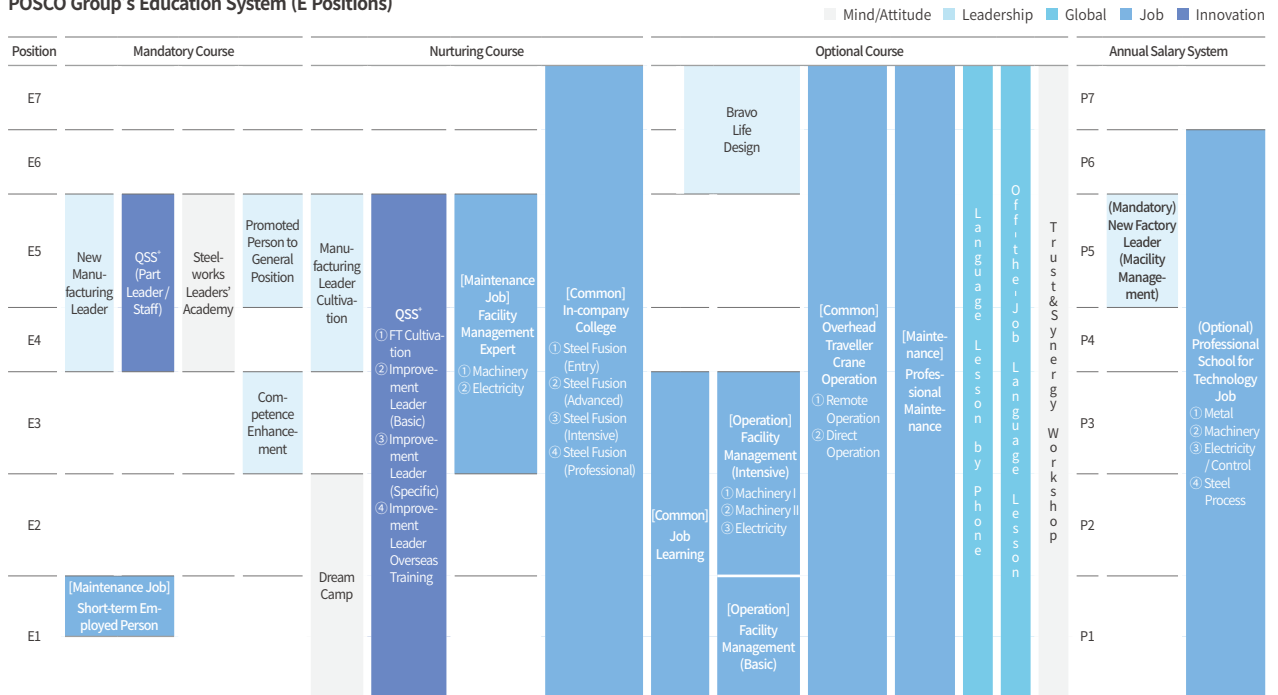 POSCO Group's Education System (E Positions)
Mind/Attitude
Leadership
Global
Job
Innovation
Position
Mandatory Course
Nurturing Course
Optional Course
Annual Salary System
E7
E6
E5
E4
E3
E2
E1
[Maintenance Job]
Short-term Em-
ployed Person
New
Manu-
facturing
Leader
QSS+
(Part
Leader /
Staff)
Steel-
works
Leaders'
Academy
Promoted
Person to
General
Position
Com-
petence
Enhance-
ment
Manu-
facturing
Leader
Cultiva-
tion
Dream
Camp
QSS+
① FT Cultiva-
tion
② Improve-
ment
Leader
(Basic)
③ Improve-
ment
Leader
(Specific)
④ Improve-
ment
Leader
Overseas
Training
[Maintenance
Job]
Facility
Management
Expert
① Machinery
② Electricity
[Common]
In-company
College
① Steel Fusion
(Entry)
② Steel Fusion
(Advanced)
③ Steel Fusion
(Intensive)
④ Steel Fusion
(Professional)
Bravo
Life
Design
[Common]
Job
Learning
[Operation]
Facility
Management
(Intensive)
① Machinery I
② Machinery II
③ Electricity
[Operation]
Facility
Management
(Basic)
[Common]
Overhead
Traveller
Crane
Operation
① Remote
Operation
② Direct
Operation
[Mainte-
nance]
Profes-
sional
Mainte-
nance
Language Lesson by Phone
Off-the-Job Language Lesson
Trust&Synergy Workshop
P7
P6
P5
P4
P3
P2
P1
(Mandatory)
New Factory
Leader
(Macility
Manage-
ment)
(Optional)
Professional
School for
Technology
Job
① Metal
② Machinery
③ Electricity
/ Control
④ Steel
Process